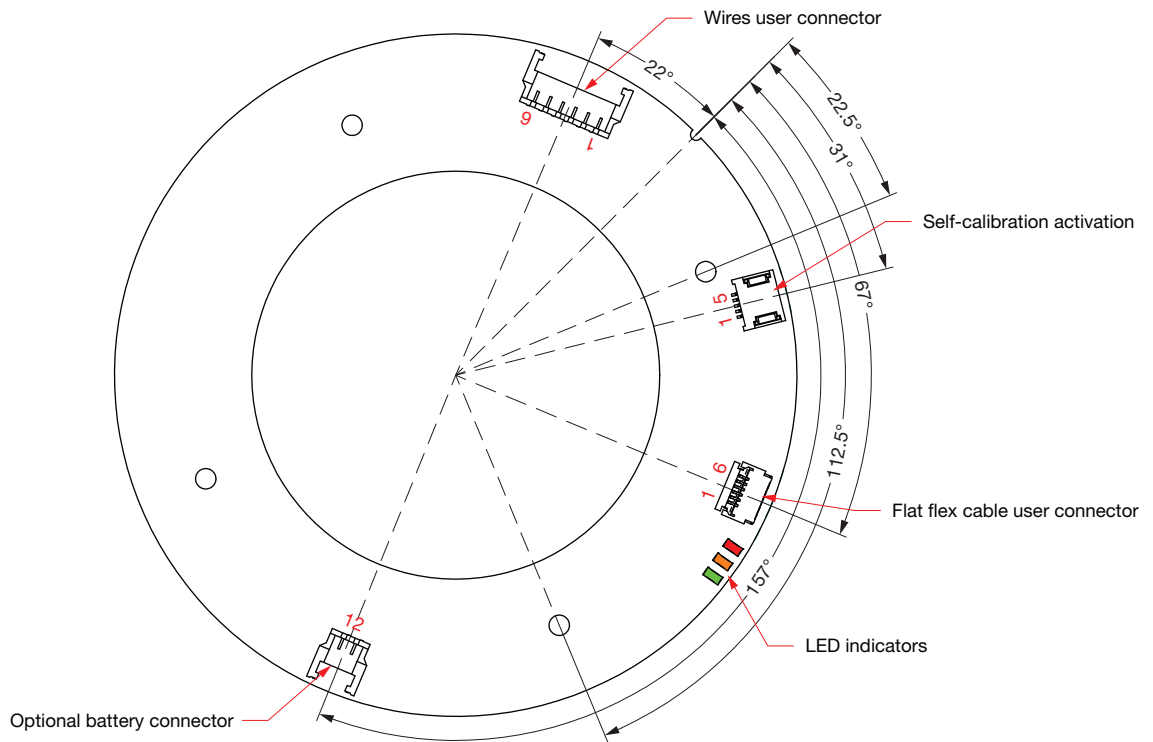 Wires user connector
22°
22.5°
6
1
31°
Self-calibration activation
5
1
67°
112.5°
6
1
Flat flex cable user connector
157°
12
LED indicators
Optional battery connector